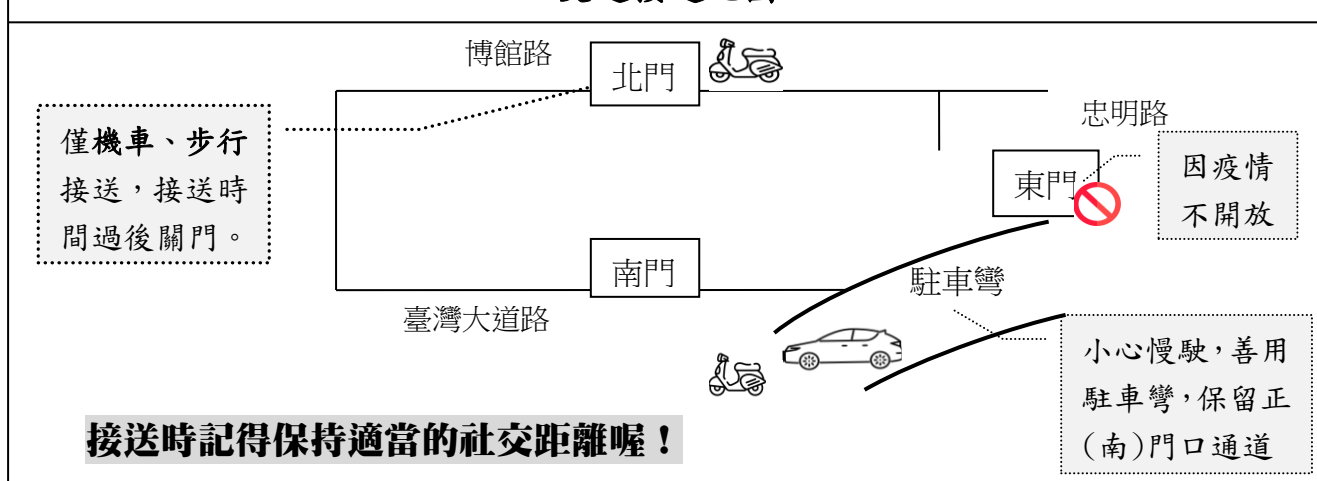 博館路
北門
忠明路
僅機車、步行
接送，接送時
間過後關門。
東門
因疫情
不開放
南門
駐車彎
臺灣大道路
小心慢駛，善用
駐車彎，保留正
(南)門口通道
接送時記得保持適當的社交距離喔！